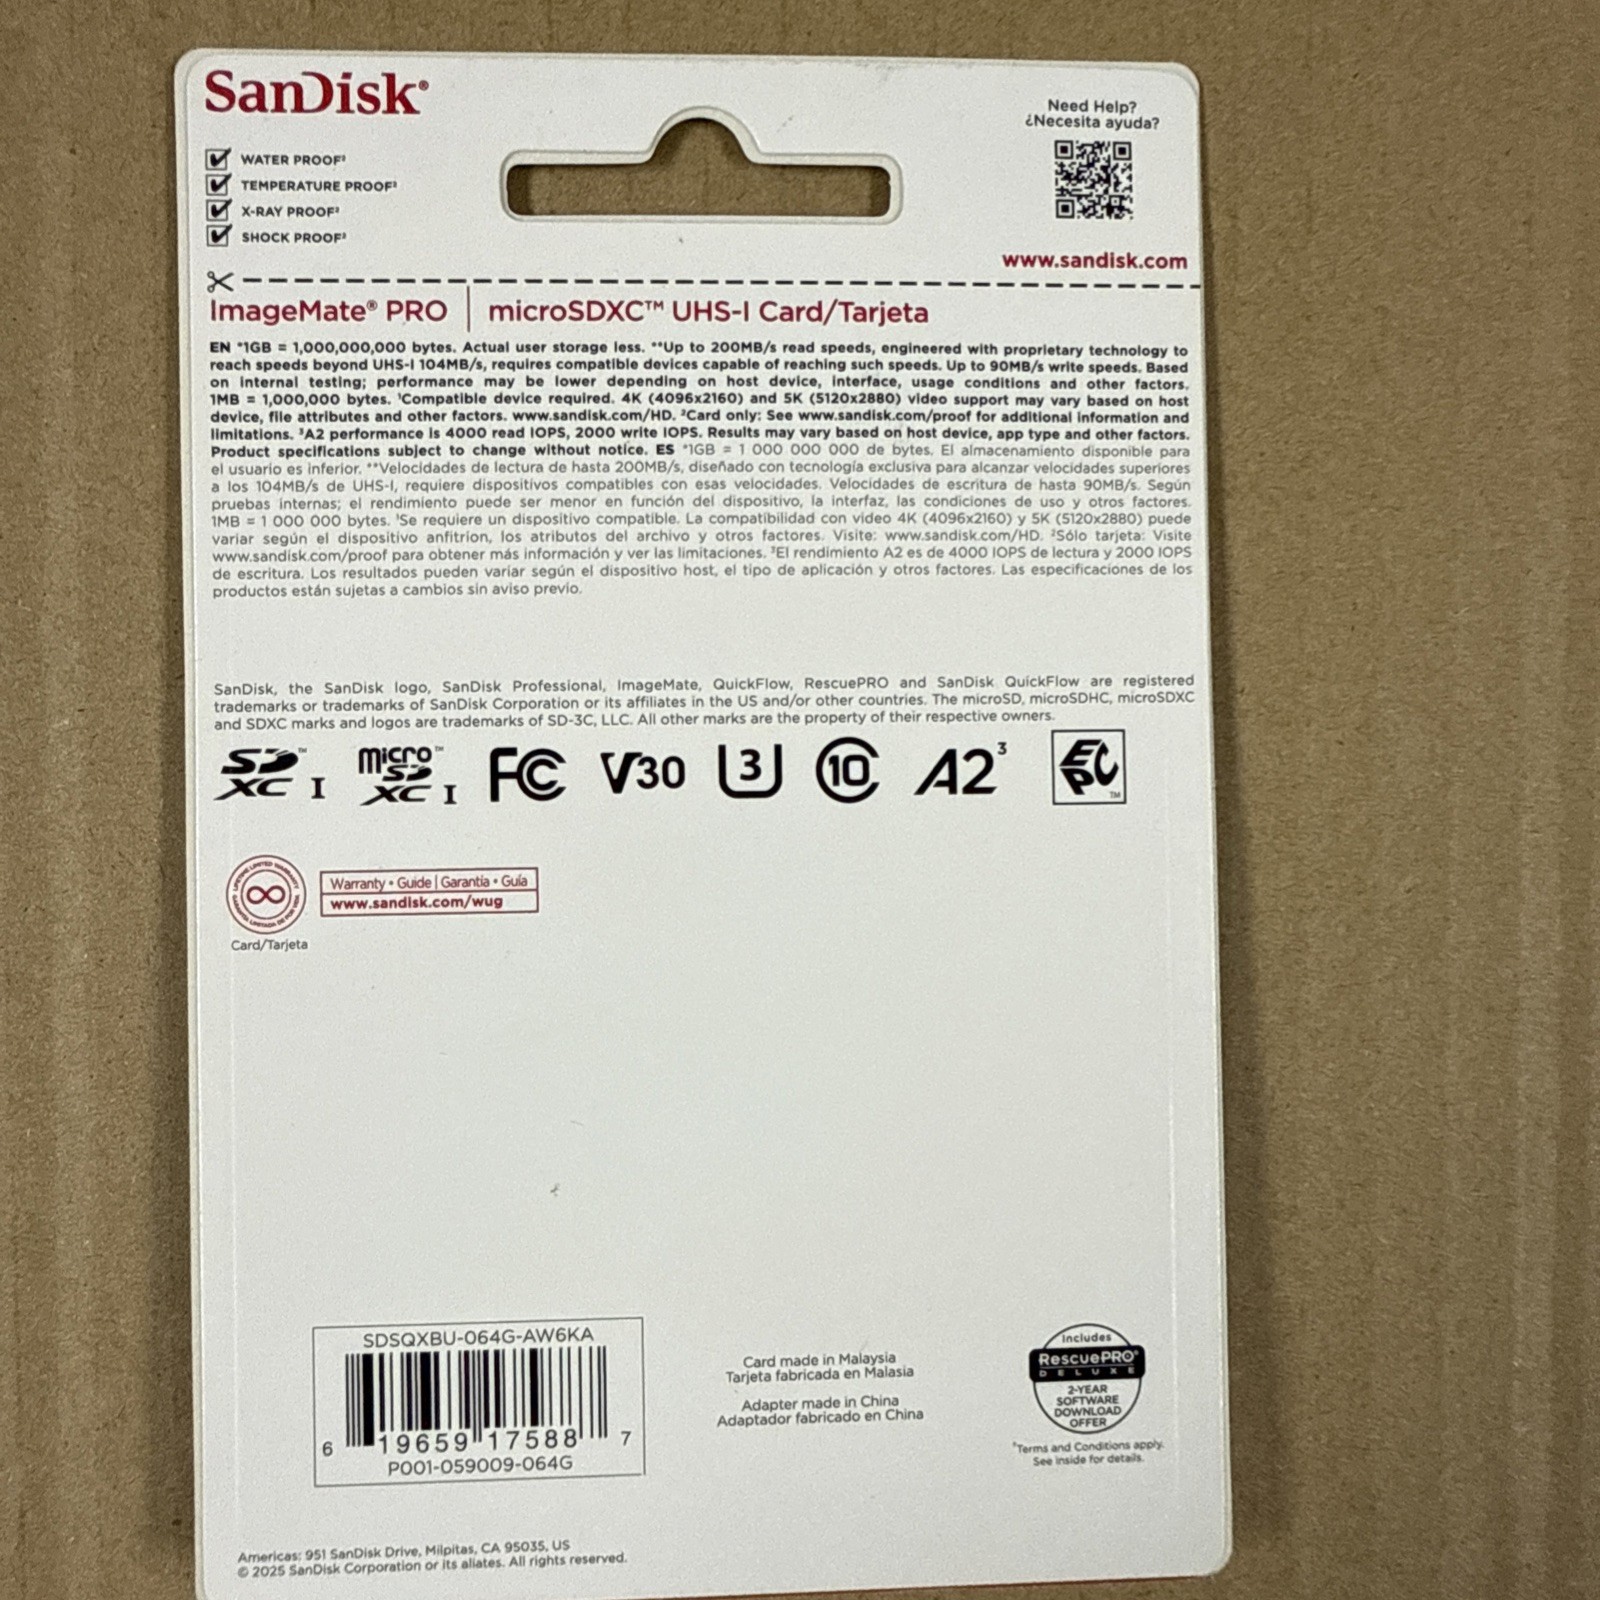 SanDisk®
WATER PROOF²
TEMPERATURE PROOF²
X-RAY PROOF²
SHOCK PROOF²
Need Help?
¿Necesita ayuda?
www.sandisk.com
ImageMate® PRO | microSDXC™ UHS-I Card/Tarjeta
EN *1GB = 1,000,000,000 bytes. Actual user storage less. **Up to 200MB/s read speeds, engineered with proprietary technology to
reach speeds beyond UHS-I 104MB/s, requires compatible devices capable of reaching such speeds. Up to 90MB/s write speeds. Based
on internal testing; performance may be lower depending on host device, interface, usage conditions and other factors.
1MB = 1,000,000 bytes. ¹Compatible device required. 4K (4096x2160) and 5K (5120x2880) video support may vary based on host
device, file attributes and other factors. www.sandisk.com/HD. ²Card only: See www.sandisk.com/proof for additional information and
limitations. ³A2 performance is 4000 read IOPS, 2000 write IOPS. Results may vary based on host device, app type and other factors.
Product specifications subject to change without notice. ES *1GB = 1 000 000 000 de bytes. El almacenamiento disponible para
el usuario es inferior. **Velocidades de lectura de hasta 200MB/s, diseñado con tecnología exclusiva para alcanzar velocidades superiores
a los 104MB/s de UHS-I, requiere dispositivos compatibles con esas velocidades. Velocidades de escritura de hasta 90MB/s. Según
pruebas internas; el rendimiento puede ser menor en función del dispositivo, la interfaz, las condiciones de uso y otros factores.
1MB = 1 000 000 bytes. ¹Se requiere un dispositivo compatible. La compatibilidad con video 4K (4096x2160) y 5K (5120x2880) puede
variar según el dispositivo anfitrion, los atributos del archivo y otros factores. Visite: www.sandisk.com/HD. ²Sólo tarjeta: Visite
www.sandisk.com/proof para obtener más información y ver las limitaciones. ³El rendimiento A2 es de 4000 IOPS de lectura y 2000 IOPS
de escritura. Los resultados pueden variar según el dispositivo host, el tipo de aplicación y otros factores. Las especificaciones de los
productos están sujetas a cambios sin aviso previo.
SanDisk, the SanDisk logo, SanDisk Professional, ImageMate, QuickFlow, RescuePRO and SanDisk QuickFlow are registered
trademarks or trademarks of SanDisk Corporation or its affiliates in the US and/or other countries. The microSD, microSDHC, microSDXC
and SDXC marks and logos are trademarks of SD-3C, LLC. All other marks are the property of their respective owners.
SD XC I™ micro SD XC I™ FC V30 3 10 A2³ EPC™
LIFETIME LIMITED WARRANTY
GARANTÍA LIMITADA DE POR VIDA
Card/Tarjeta
Warranty • Guide | Garantía • Guía
www.sandisk.com/wug
SDSQXBU-064G-AW6KA
6 19659 17588 7
P001-059009-064G
Card made in Malaysia
Tarjeta fabricada en Malasia
Adapter made in China
Adaptador fabricado en China
Includes
RescuePRO®
DELUXE
2-YEAR
SOFTWARE
DOWNLOAD
OFFER
*Terms and Conditions apply.
See inside for details.
Americas: 951 SanDisk Drive, Milpitas, CA 95035, US
© 2025 SanDisk Corporation or its aliates. All rights reserved.